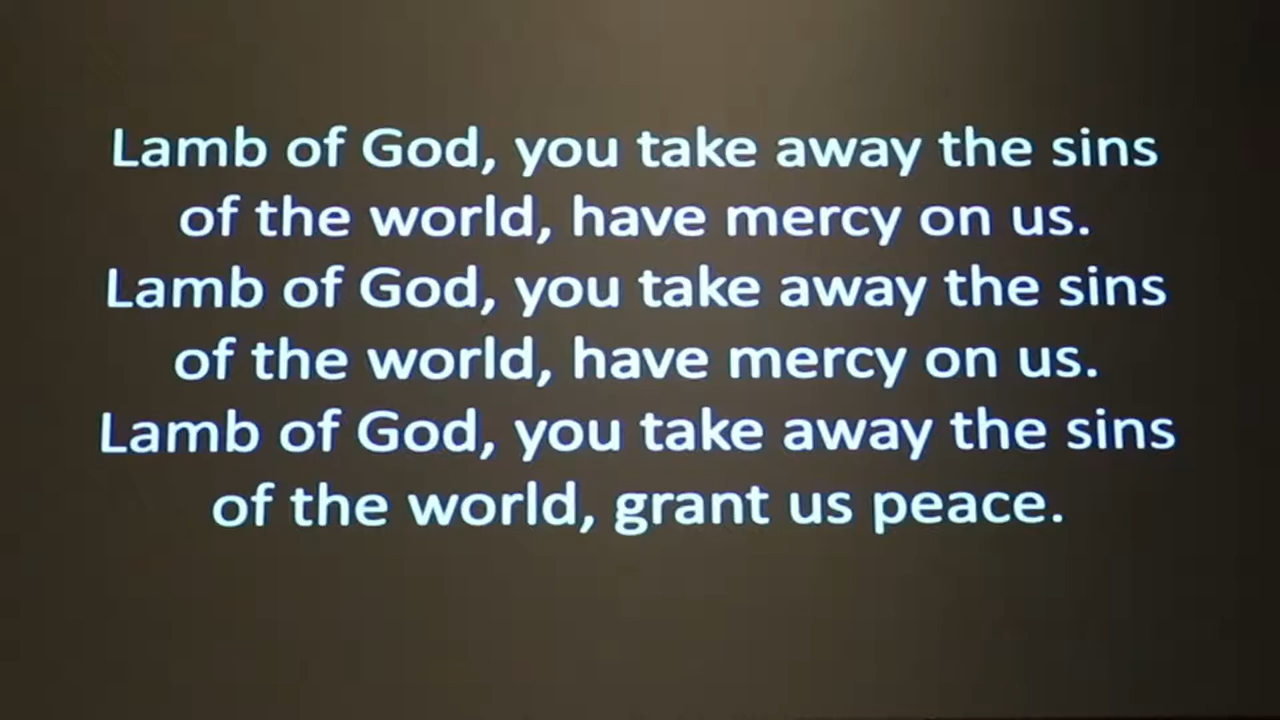 Lamb of God, you take away the sins
of the world, have mercy on us.
Lamb of God, you take away the sins
of the world, have mercy on us.
Lamb of God, you take away the sins
of the world, grant us peace.